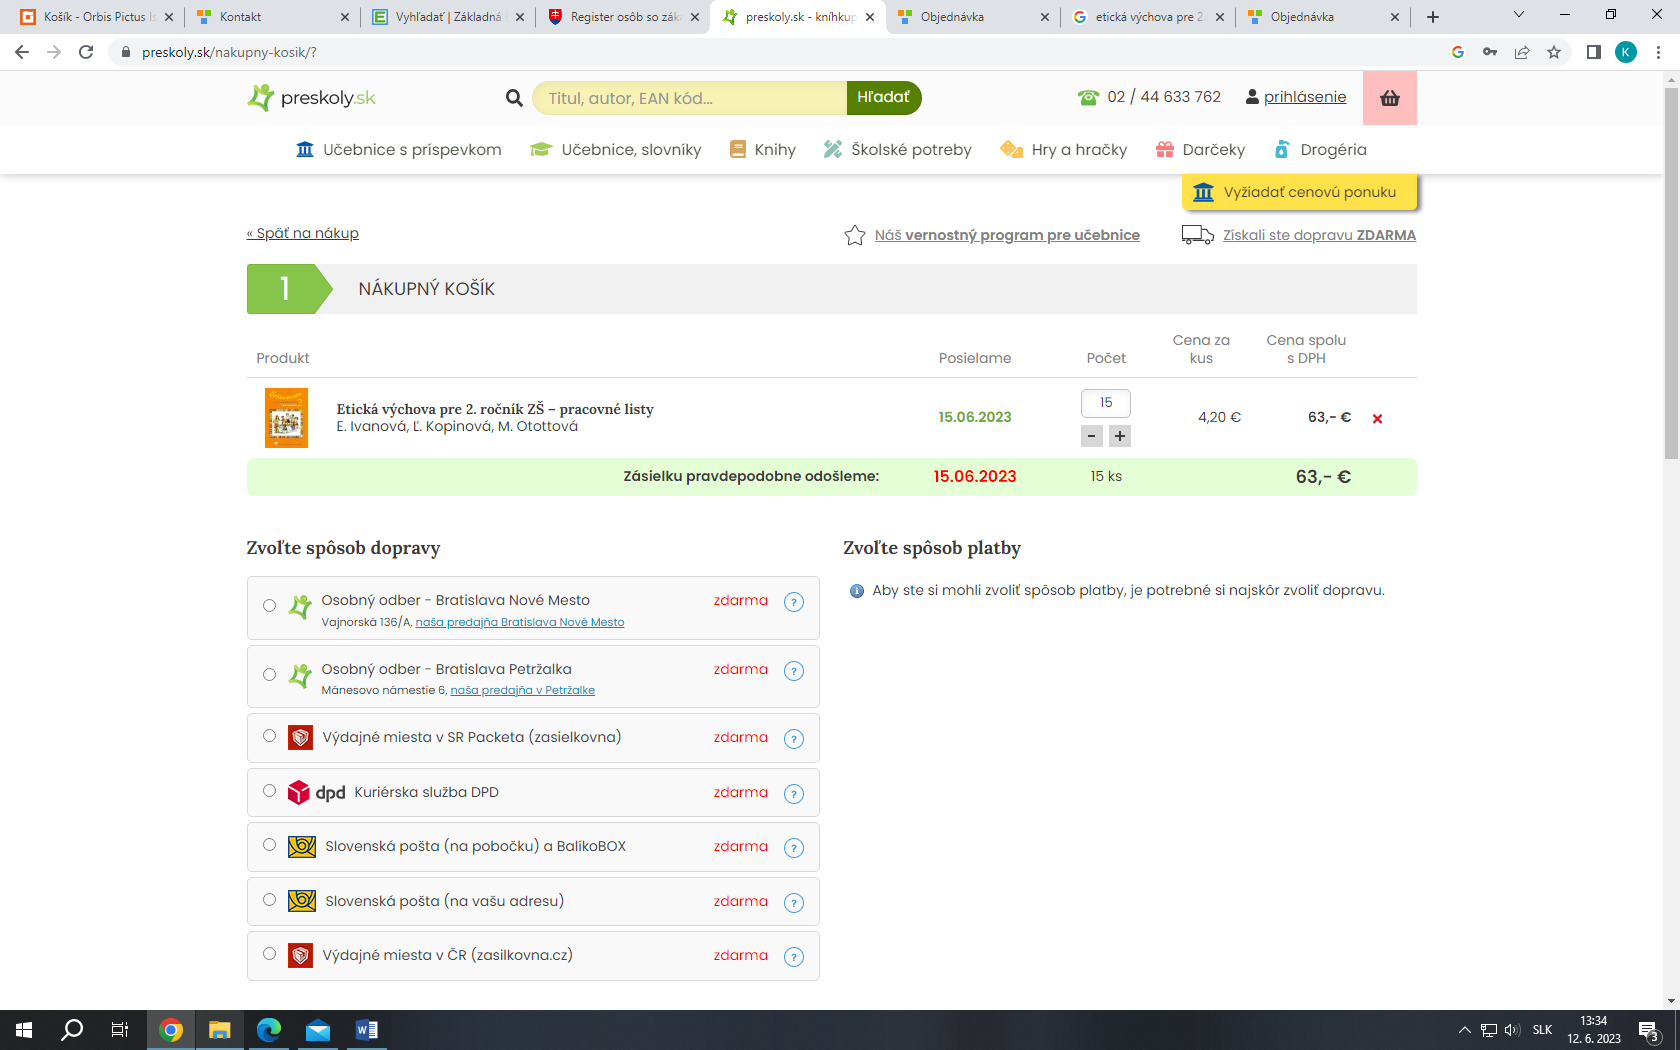 Košík - Orbis Pictus Is
Kontakt
Vyhľadať | Základná
Register osôb so zák
preskoly.sk - kníhkup
Objednávka
etická výchova pre 2
Objednávka
preskoly.sk/nakupny-kosik/?
K
preskoly.sk
Titul, autor, EAN kód...
Hľadať
02 / 44 633 762
prihlásenie
Učebnice s príspevkom
Učebnice, slovníky
Knihy
Školské potreby
Hry a hračky
Darčeky
Drogéria
Vyžiadať cenovú ponuku
« Späť na nákup
Náš vernostný program pre učebnice
Získali ste dopravu ZDARMA
1
NÁKUPNÝ KOŠÍK
Produkt
Posielame
Počet
Cena za kus
Cena spolu s DPH
Etická výchova pre 2. ročník ZŠ – pracovné listy
E. Ivanová, Ľ. Kopinová, M. Otottová
15.06.2023
15
- +
4,20 €
63,- €
Zásielku pravdepodobne odošleme:
15.06.2023
15 ks
63,- €
Zvoľte spôsob dopravy
Osobný odber - Bratislava Nové Mesto
zdarma
?
Vajnorská 136/A, naša predajňa Bratislava Nové Mesto
Osobný odber - Bratislava Petržalka
zdarma
?
Mánesovo námestie 6, naša predajňa v Petržalke
Výdajné miesta v SR Packeta (zasielkovna)
zdarma
?
dpd
Kuriérska služba DPD
zdarma
?
Slovenská pošta (na pobočku) a BalíkoBOX
zdarma
?
Slovenská pošta (na vašu adresu)
zdarma
?
Výdajné miesta v ČR (zasilkovna.cz)
zdarma
?
Zvoľte spôsob platby
Aby ste si mohli zvoliť spôsob platby, je potrebné si najskôr zvoliť dopravu.
SLK
13:34
12. 6. 2023
3